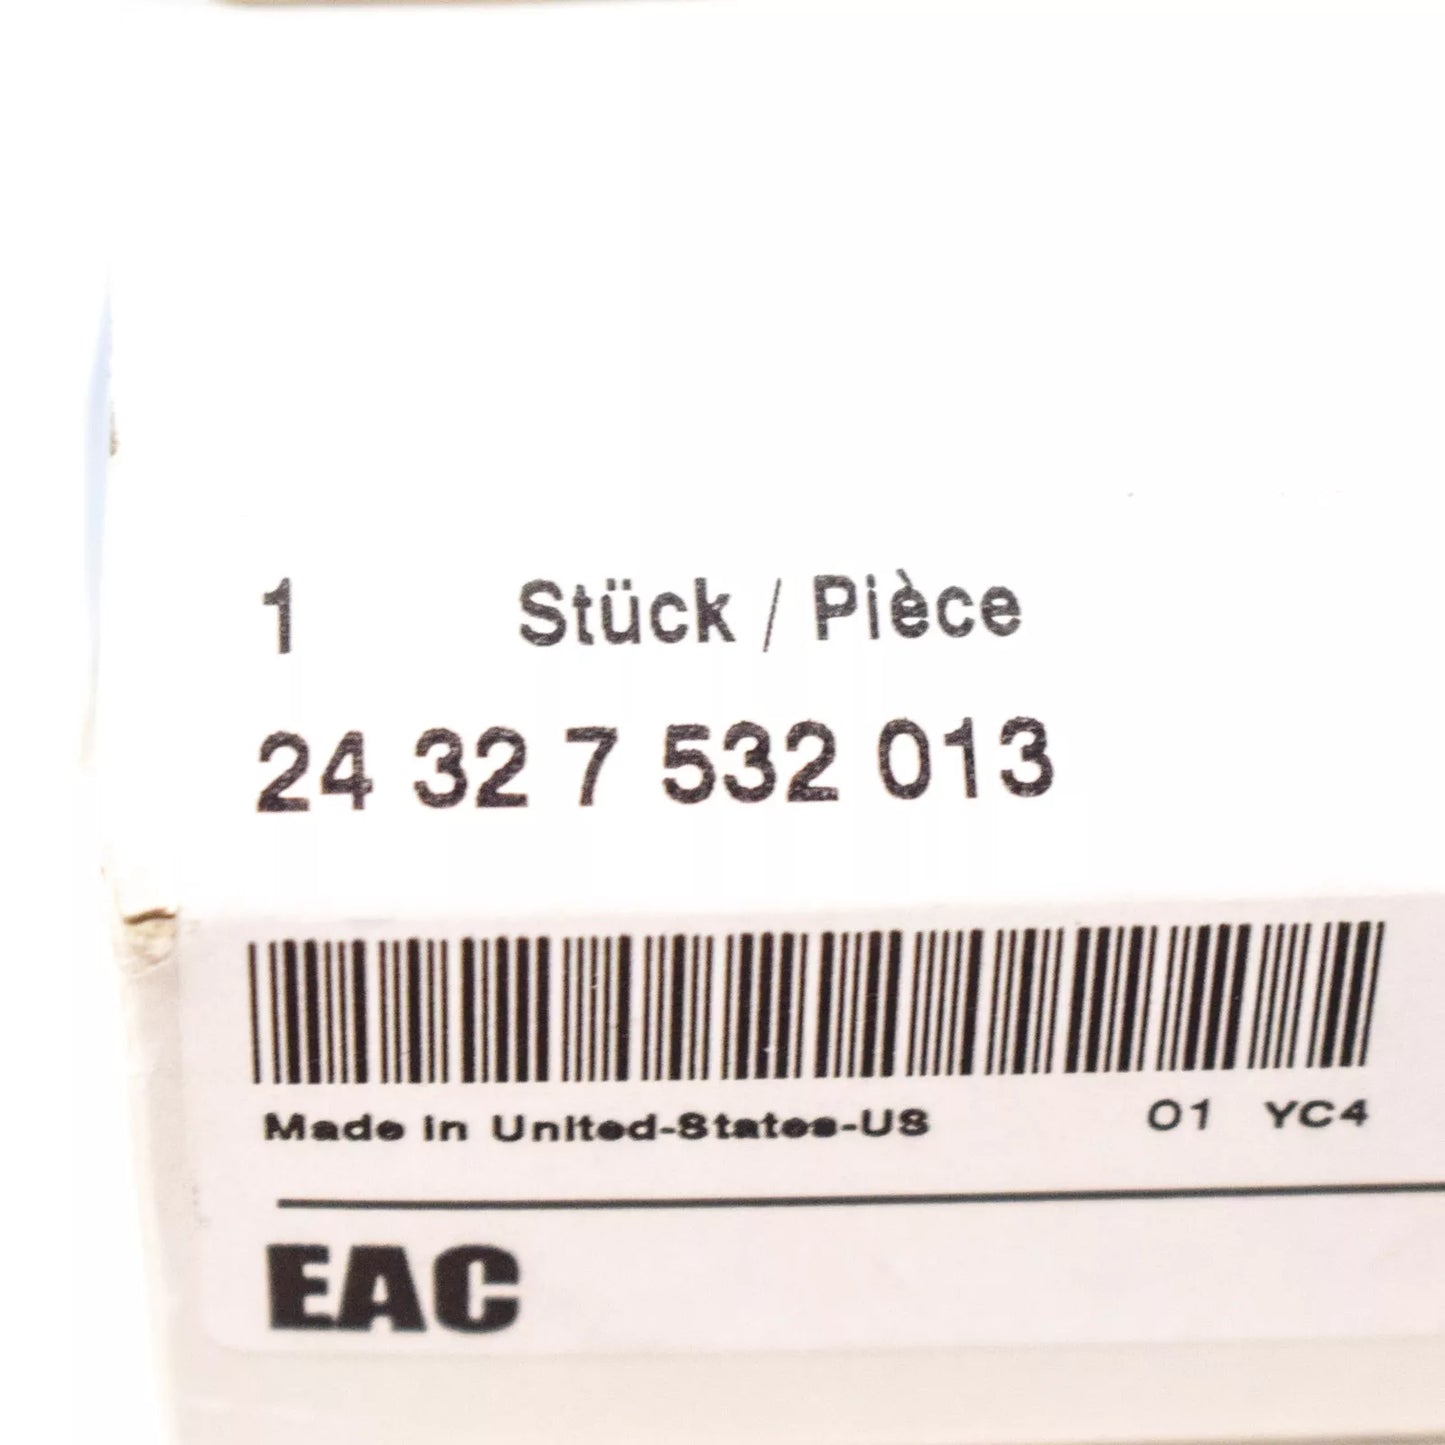 1 Stück / Pièce
24 32 7 532 013
Made in United-States-US 01 YC4
EAC